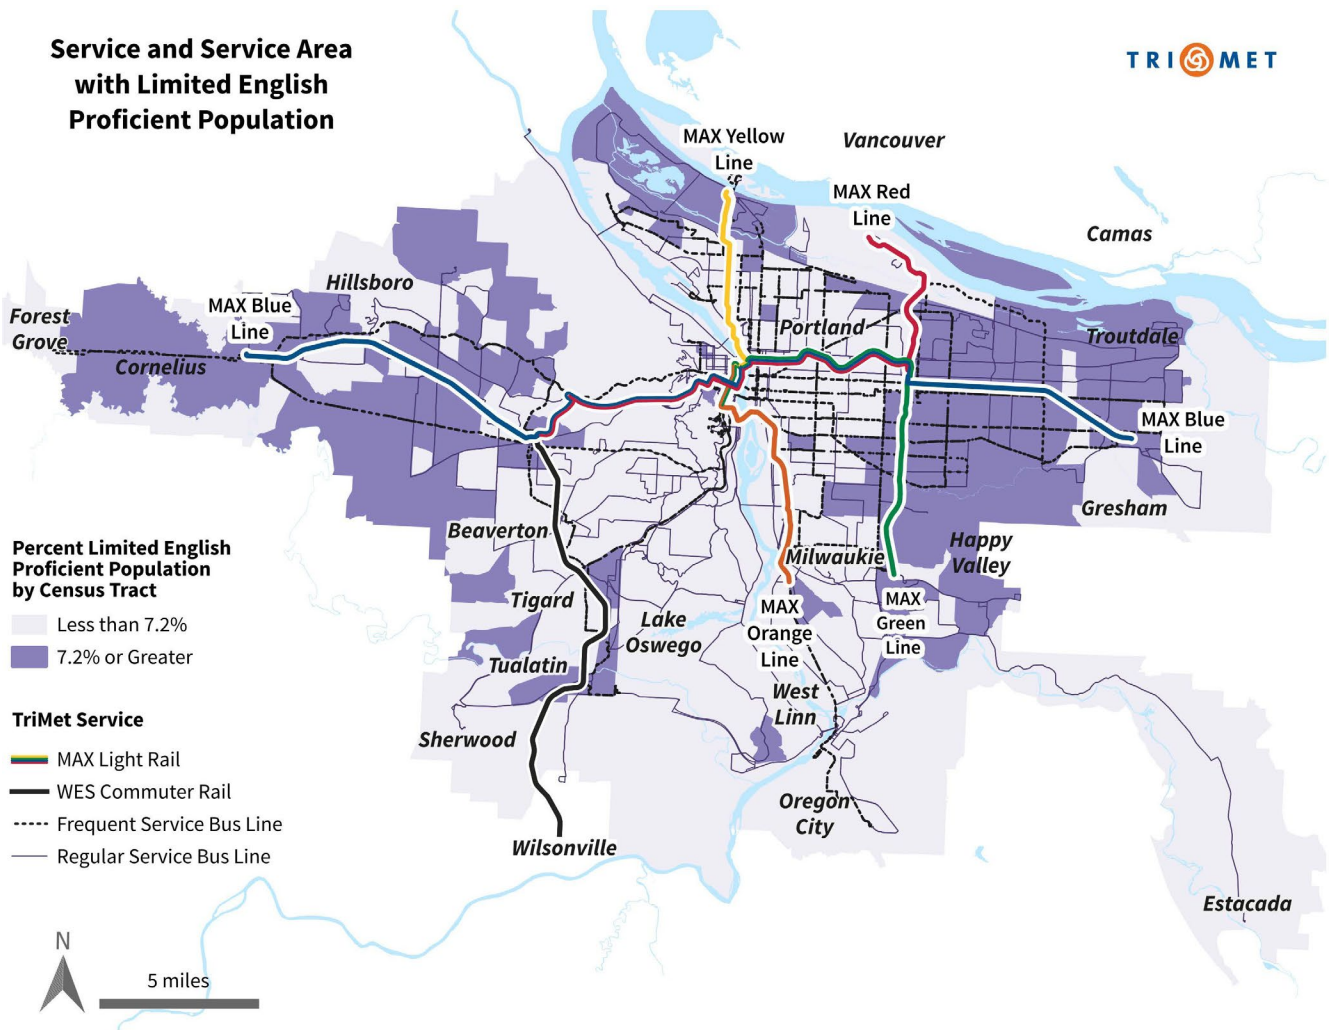 Service and Service Area
with Limited English
Proficient Population
TRI MET
MAX Yellow
Line
Vancouver
MAX Red
Line
Camas
Hillsboro
MAX Blue
Line
Forest
Grove
Cornelius
Portland
Troutdale
MAX Blue
Line
Gresham
Beaverton
Happy
Valley
Milwaukie
Tigard
Lake
Oswego
MAX
Orange
Line
MAX
Green
Line
Tualatin
West
Linn
Sherwood
Oregon
City
Wilsonville
Estacada
Percent Limited English
Proficient Population
by Census Tract
Less than 7.2%
7.2% or Greater
TriMet Service
MAX Light Rail
WES Commuter Rail
Frequent Service Bus Line
Regular Service Bus Line
N
5 miles